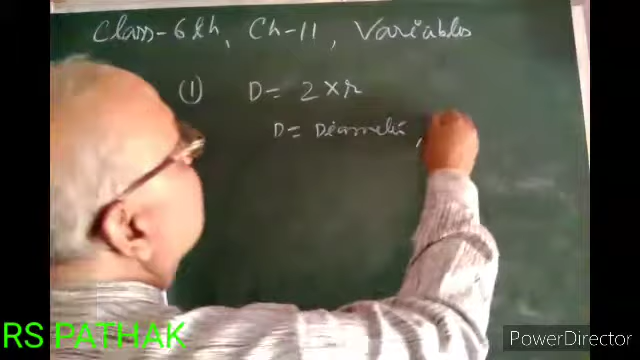 Class-6th, Ch-11, Variables
(1) D= 2×r
D= Diameter,
RS PATHAK
PowerDirector